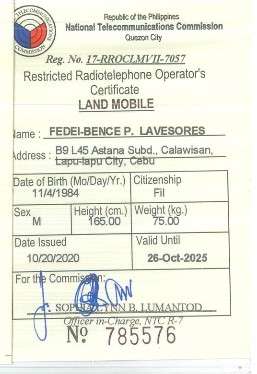 Republic of the Philippines
National Telecommunications Commission
Quezon City
Reg. No. 17-RROCLMVII-7057
Restricted Radiotelephone Operator's
Certificate
LAND MOBILE
Name : FEDEI-BENCE P. LAVESORES
Address : B9 L45 Astana Subd., Calawisan,
Lapu-lapu City, Cebu
Date of Birth (Mo/Day/Yr.) Citizenship
11/4/1984 Fil
Sex Height (cm.) Weight (kg.)
M 165.00 75.00
Date Issued Valid Until
10/20/2020 26-Oct-2025
For the Commission:
LYNN B. LUMANTOD
Officer in-Charge, NTC R-7
Nº 785576